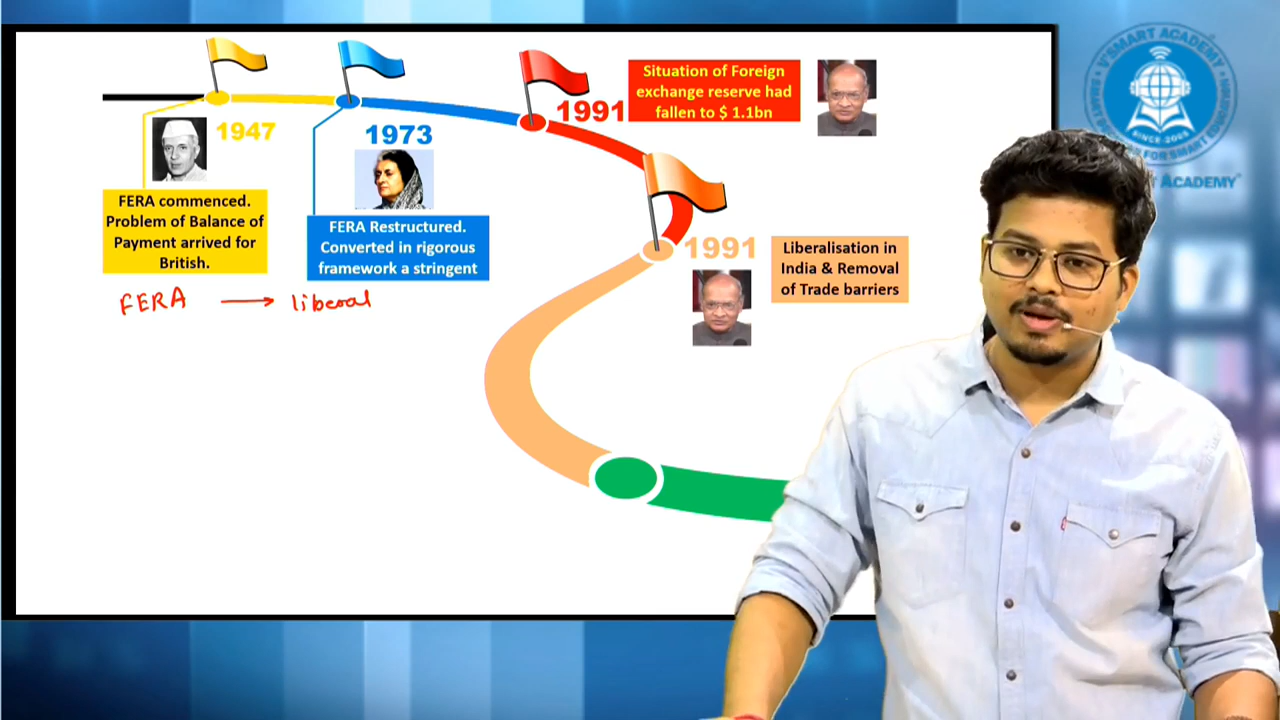 1947
FERA commenced.
Problem of Balance of
Payment arrived for
British.
FERA → liberal
1973
FERA Restructured.
Converted in rigorous
framework a stringent
1991
Situation of Foreign
exchange reserve had
fallen to $ 1.1bn
1991
Liberalisation in
India & Removal
of Trade barriers
V'SMART ACADEMY
SINCE 2008
ACADEMY